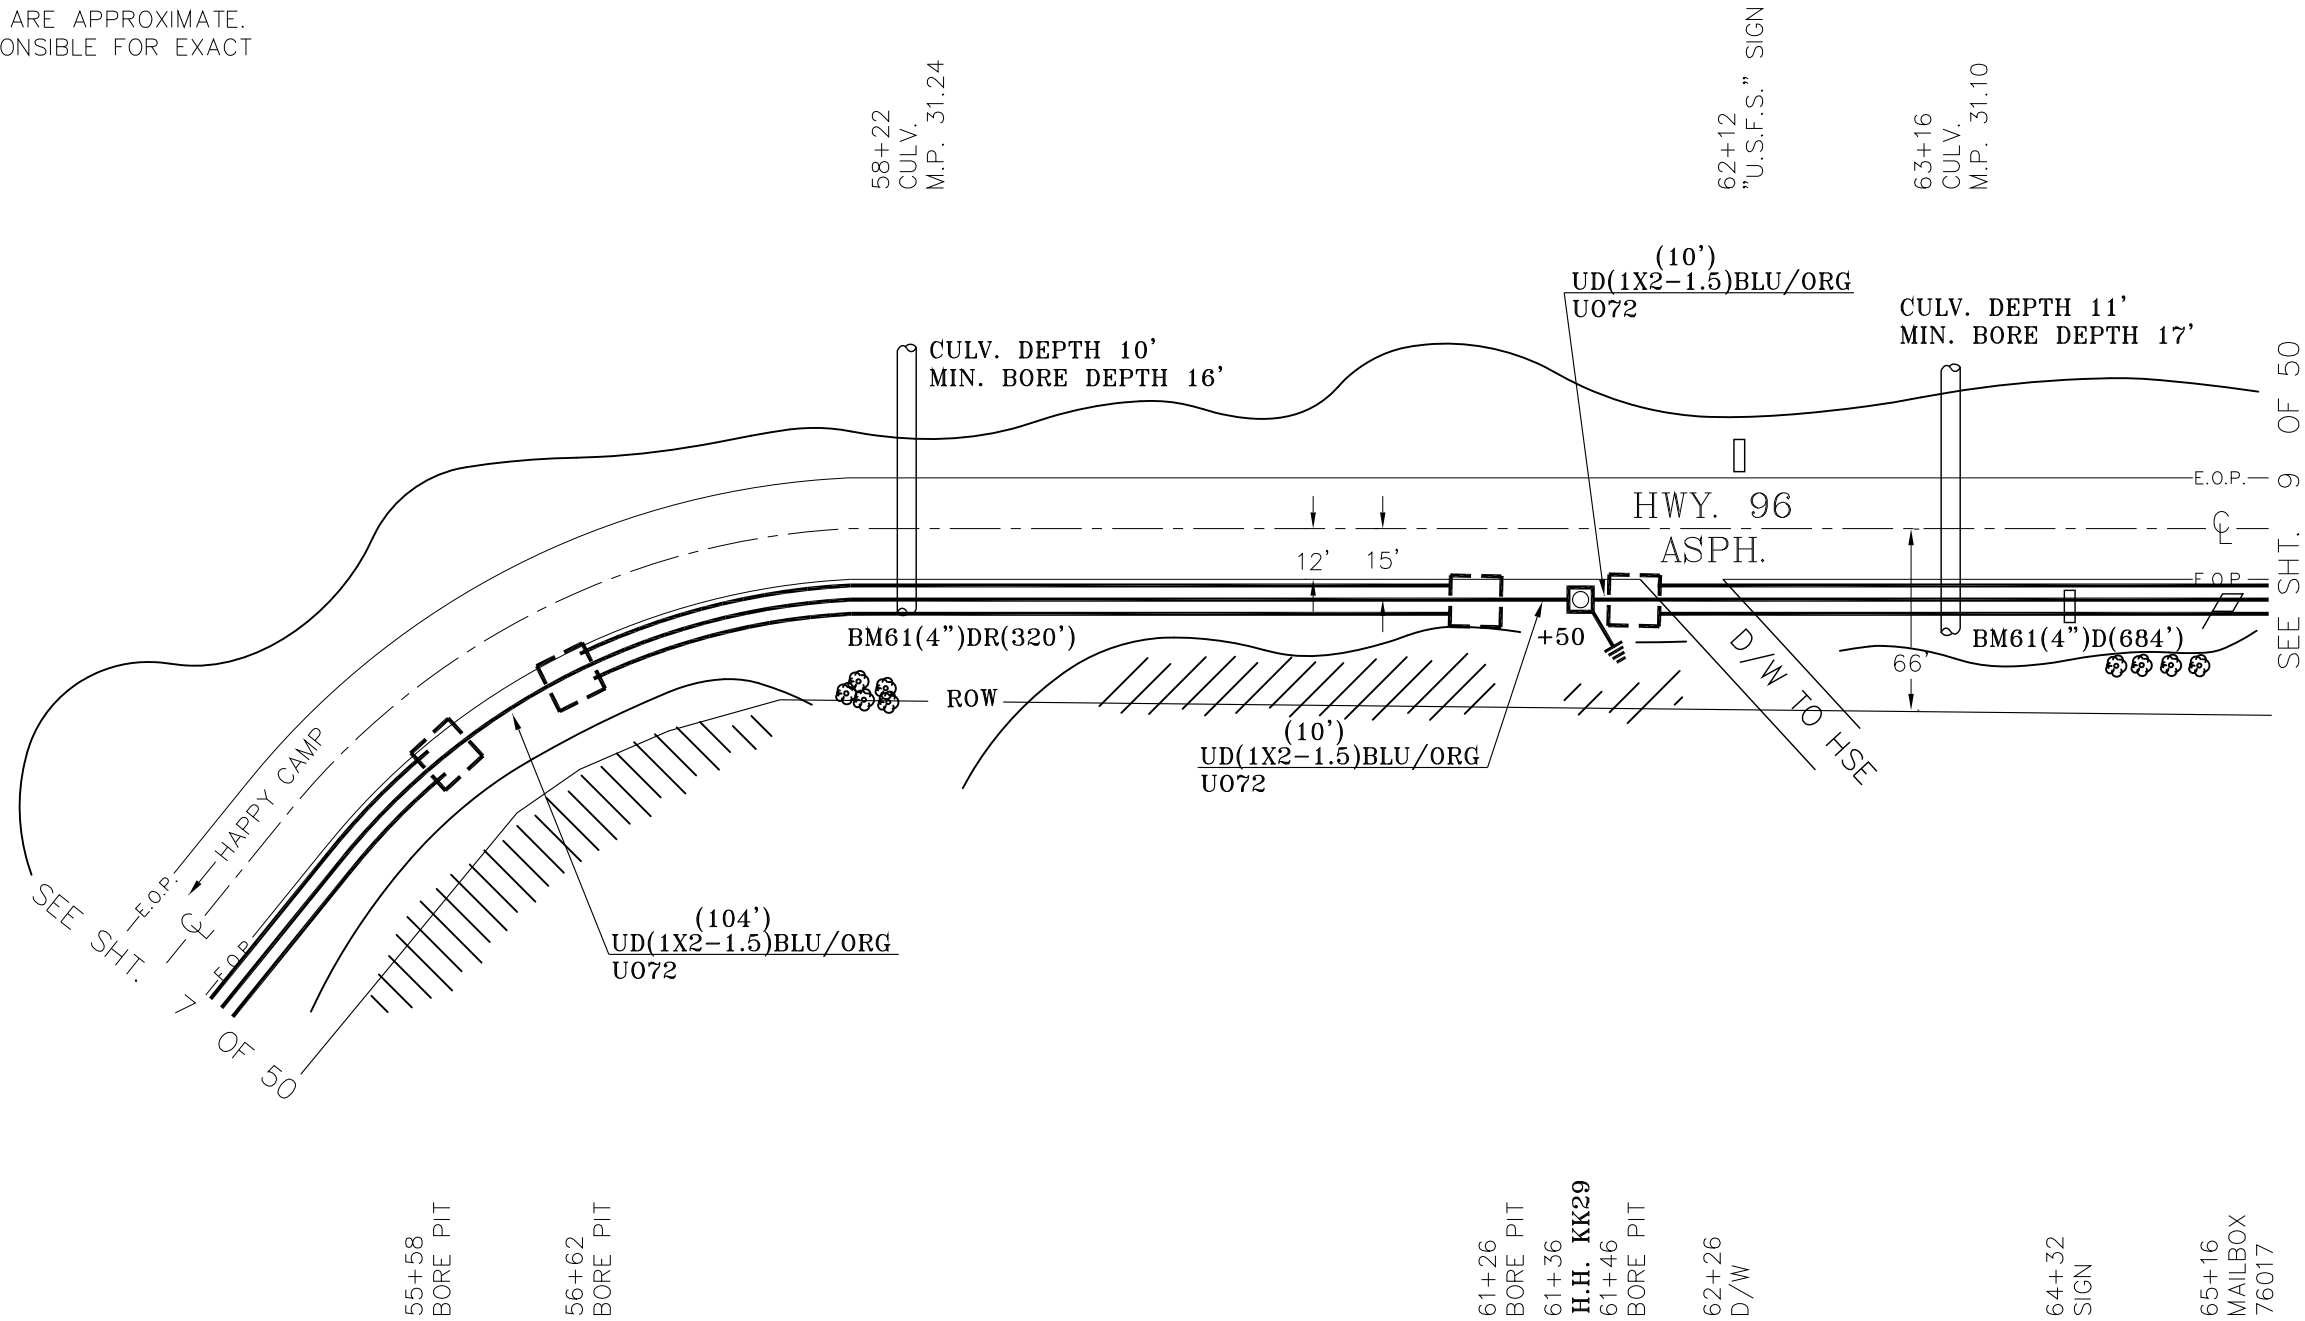 ARE APPROXIMATE.
ONSIBLE FOR EXACT
58+22
CULV.
M.P. 31.24
62+12
"U.S.F.S." SIGN
63+16
CULV.
M.P. 31.10
(10')
UD(1X2-1.5)BLU/ORG
UO72
CULV. DEPTH 10'
MIN. BORE DEPTH 16'
CULV. DEPTH 11'
MIN. BORE DEPTH 17'
SEE SHT. 9 OF 50
E.O.P.
HWY. 96
ASPH.
℄
12'
15'
E.O.P.
BM61(4")DR(320')
+50
BM61(4")D(684')
66'
D/W TO HSE
ROW
(10')
UD(1X2-1.5)BLU/ORG
UO72
HAPPY CAMP
E.O.P.
℄
E.O.P.
SEE SHT. 7 OF 50
(104')
UD(1X2-1.5)BLU/ORG
UO72
55+58
BORE PIT
56+62
BORE PIT
61+26
BORE PIT
61+36
H.H. KK29
61+46
BORE PIT
62+26
D/W
64+32
SIGN
65+16
MAILBOX
76017